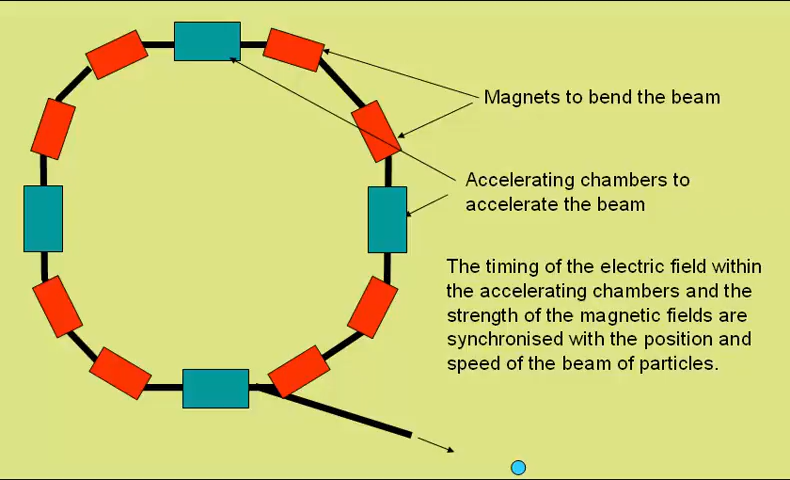 Magnets to bend the beam
Accelerating chambers to
accelerate the beam
The timing of the electric field within
the accelerating chambers and the
strength of the magnetic fields are
synchronised with the position and
speed of the beam of particles.